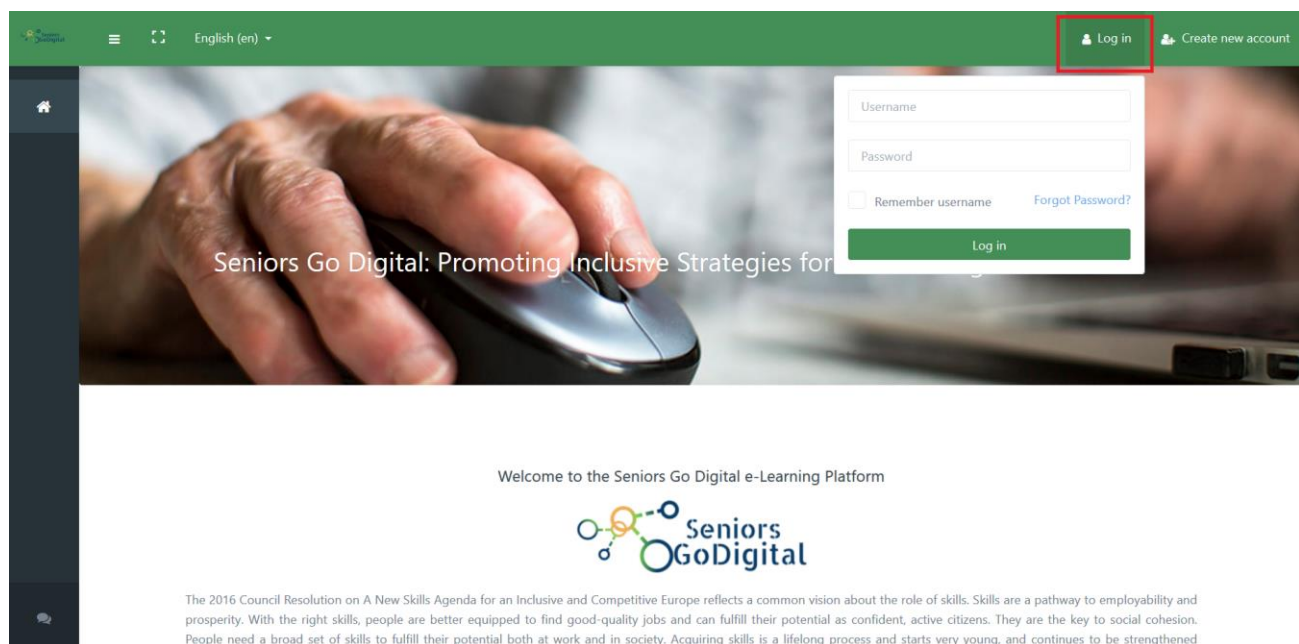 English (en)
Log in
Create new account
Username
Password
Remember username
Forgot Password?
Log in
Seniors Go Digital: Promoting Inclusive Strategies for
Welcome to the Seniors Go Digital e-Learning Platform
Seniors
GoDigital
The 2016 Council Resolution on A New Skills Agenda for an Inclusive and Competitive Europe reflects a common vision about the role of skills. Skills are a pathway to employability and
prosperity. With the right skills, people are better equipped to find good-quality jobs and can fulfill their potential as confident, active citizens. They are the key to social cohesion.
People need a broad set of skills to fulfill their potential both at work and in society. Acquiring skills is a lifelong process and starts very young, and continues to be strengthened